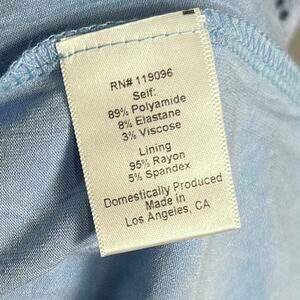 RN# 119096
Self:
89% Polyamide
8% Elastane
3% Viscose
Lining
95% Rayon
5% Spandex
Domestically Produced
Made in
Los Angeles, CA